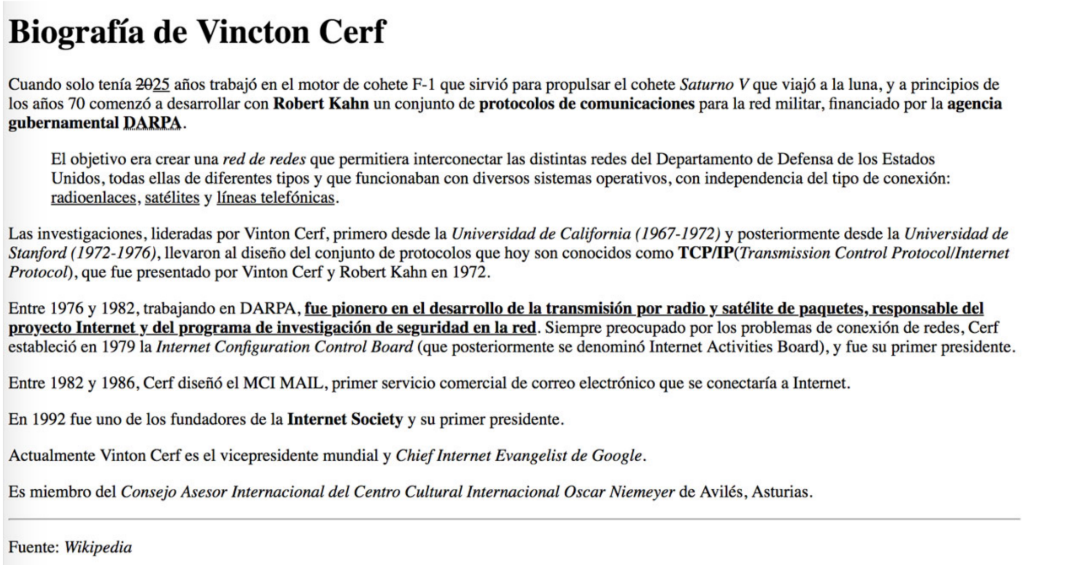 Biografía de Vincton Cerf
Cuando solo tenía 2025 años trabajó en el motor de cohete F-1 que sirvió para propulsar el cohete Saturno V que viajó a la luna, y a principios de
los años 70 comenzó a desarrollar con Robert Kahn un conjunto de protocolos de comunicaciones para la red militar, financiado por la agencia
gubernamental DARPA.
El objetivo era crear una red de redes que permitiera interconectar las distintas redes del Departamento de Defensa de los Estados
Unidos, todas ellas de diferentes tipos y que funcionaban con diversos sistemas operativos, con independencia del tipo de conexión:
radioenlaces, satélites y líneas telefónicas.
Las investigaciones, lideradas por Vinton Cerf, primero desde la Universidad de California (1967-1972) y posteriormente desde la Universidad de
Stanford (1972-1976), llevaron al diseño del conjunto de protocolos que hoy son conocidos como TCP/IP(Transmission Control Protocol/Internet
Protocol), que fue presentado por Vinton Cerf y Robert Kahn en 1972.
Entre 1976 y 1982, trabajando en DARPA, fue pionero en el desarrollo de la transmisión por radio y satélite de paquetes, responsable del
proyecto Internet y del programa de investigación de seguridad en la red. Siempre preocupado por los problemas de conexión de redes, Cerf
estableció en 1979 la Internet Configuration Control Board (que posteriormente se denominó Internet Activities Board), y fue su primer presidente.
Entre 1982 y 1986, Cerf diseñó el MCI MAIL, primer servicio comercial de correo electrónico que se conectaría a Internet.
En 1992 fue uno de los fundadores de la Internet Society y su primer presidente.
Actualmente Vinton Cerf es el vicepresidente mundial y Chief Internet Evangelist de Google.
Es miembro del Consejo Asesor Internacional del Centro Cultural Internacional Oscar Niemeyer de Avilés, Asturias.
Fuente: Wikipedia